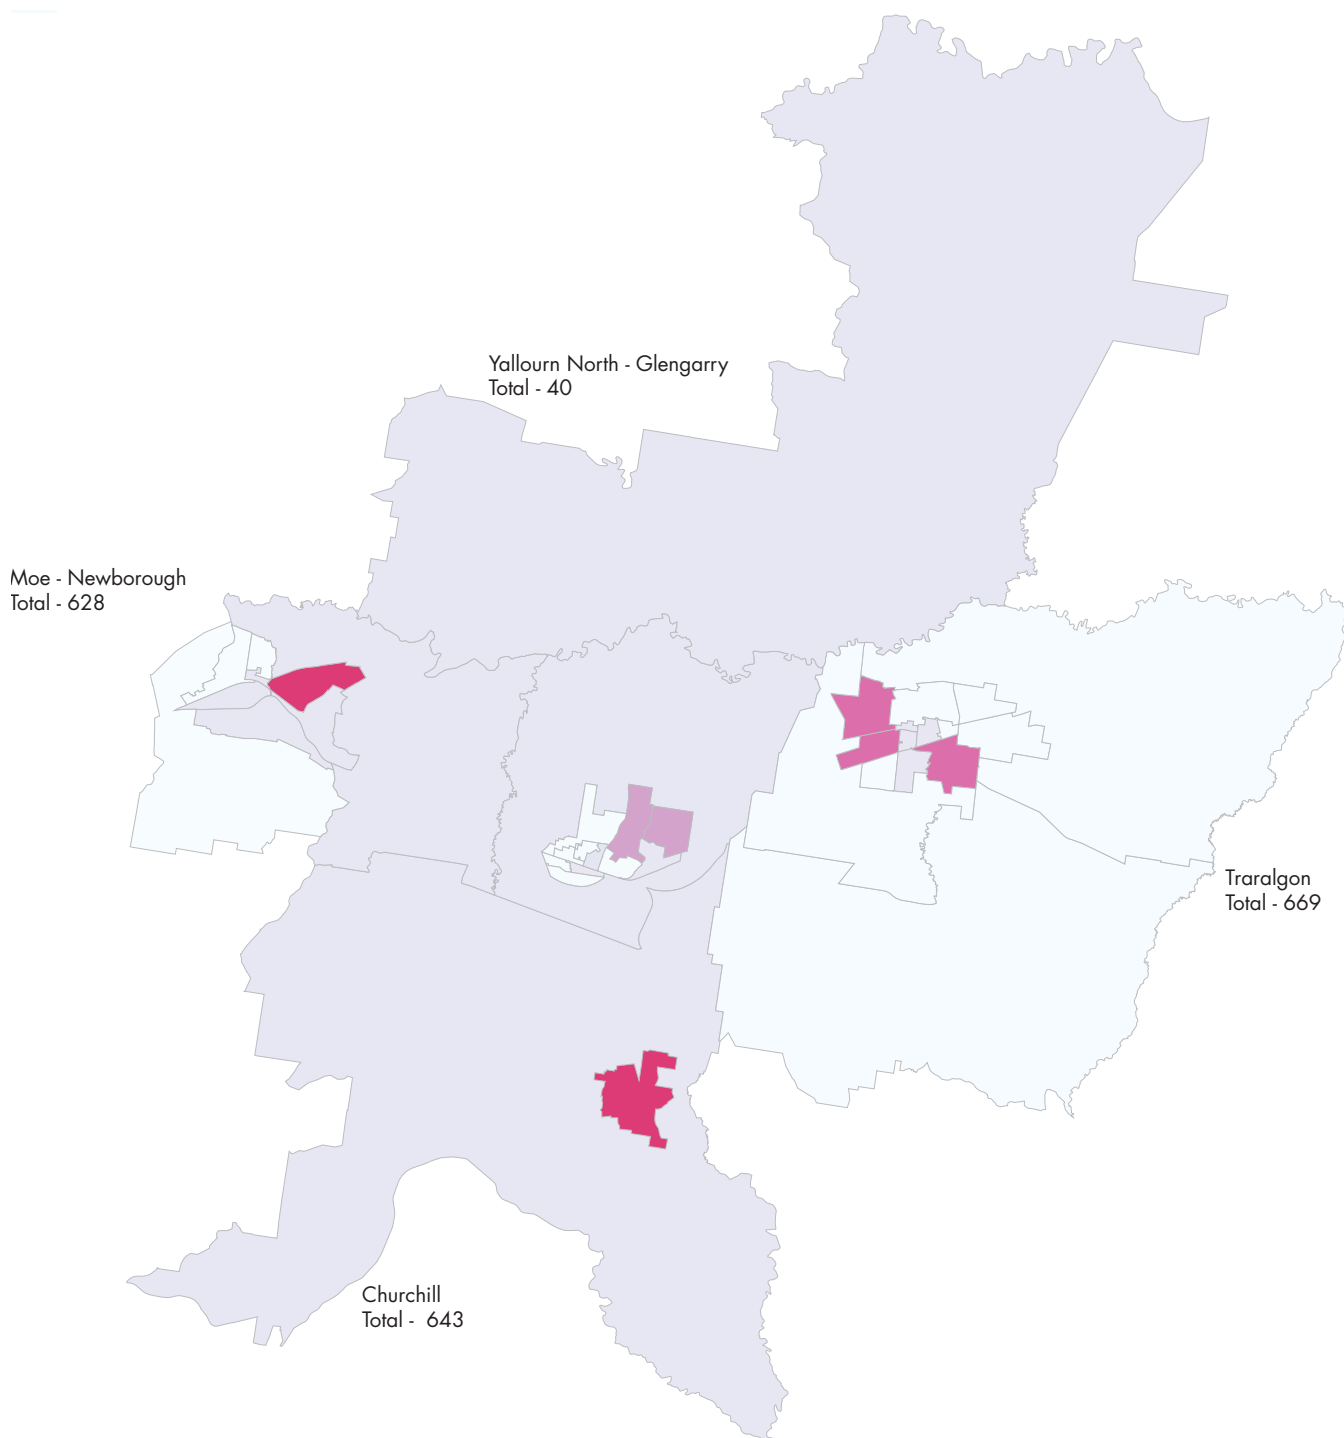 Yallourn North - Glengarry
Total - 40
Moe - Newborough
Total - 628
Traralgon
Total - 669
Churchill
Total -  643